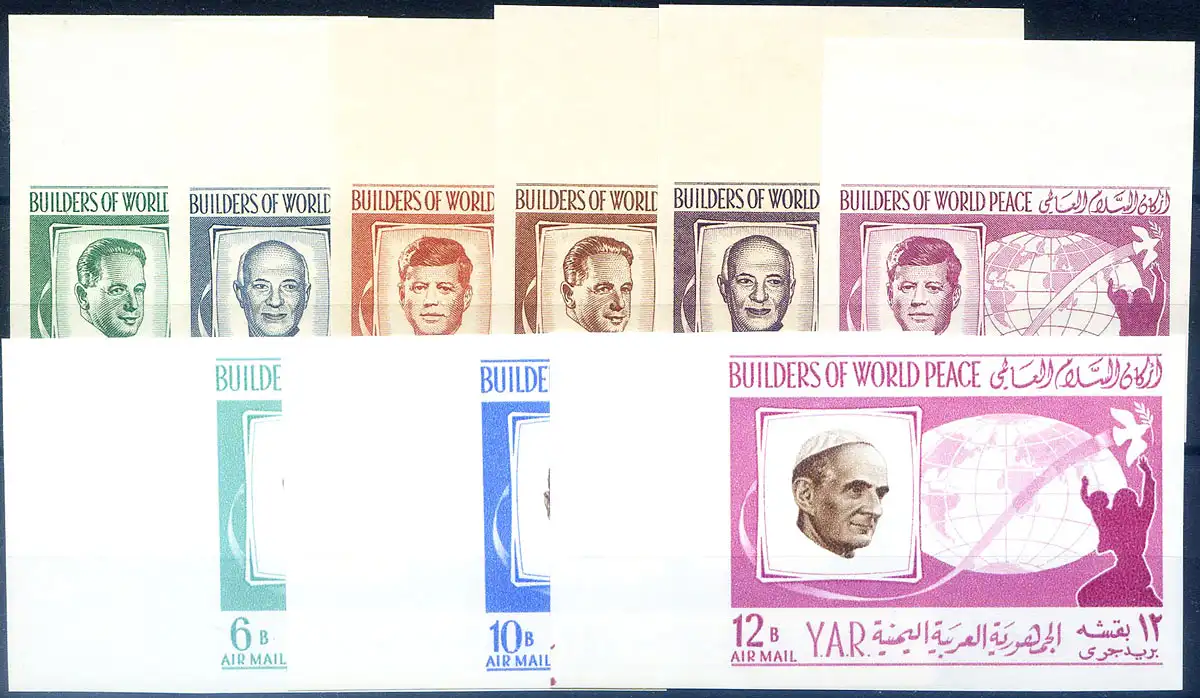 BUILDERS OF WORLD
BUILDERS OF WORLD
BUILDERS OF WORLD
BUILDERS OF WORLD
BUILDERS OF WORLD
BUILDERS OF WORLD PEACE أركان السلام العالمي
BUILDE
6 B
AIR MAIL
BUILDE
10 B
AIR MAIL
BUILDERS OF WORLD PEACE أركان السلام العالمي
12 B Y.A.R. الجمهورية العربية اليمنية ١٢ بقشه
AIR MAIL بريد جوى